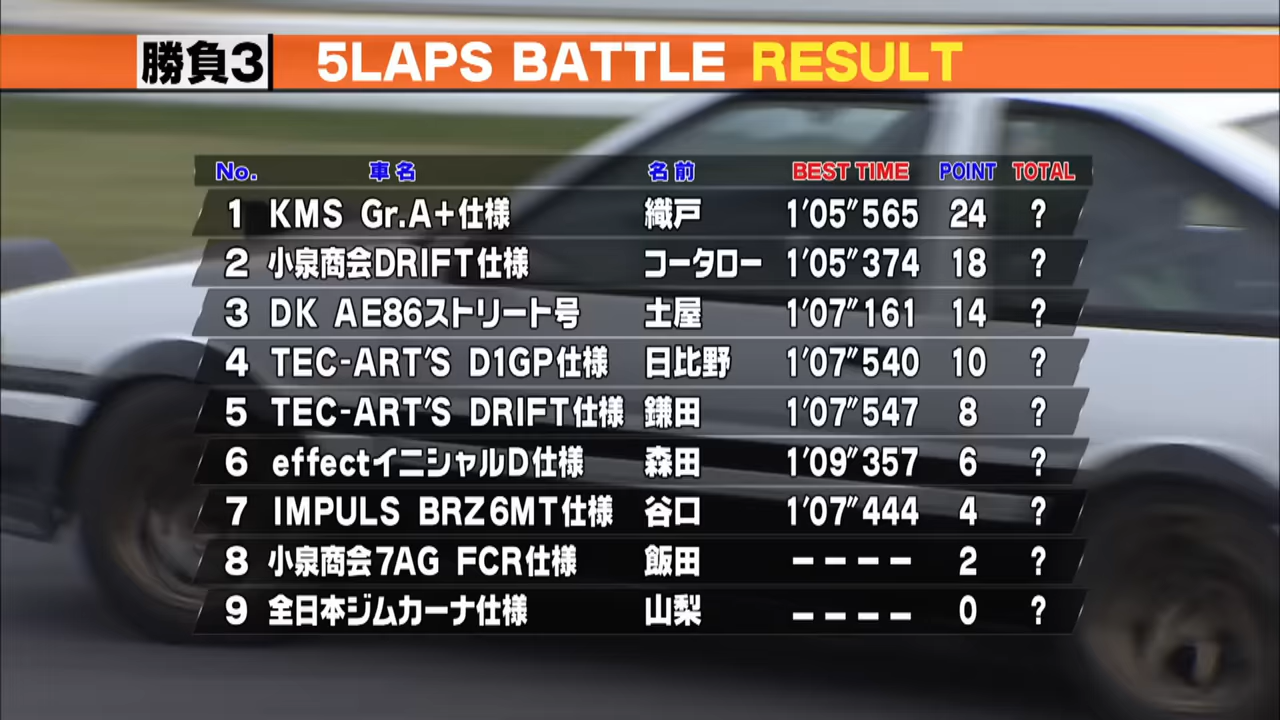 勝負3 5LAPS BATTLE RESULT
No. 車名 名前 BEST TIME POINT TOTAL
1 KMS Gr.A+仕様 織戸 1'05"565 24 ?
2 小泉商会DRIFT仕様 コータロー 1'05"374 18 ?
3 DK AE86ストリート号 土屋 1'07"161 14 ?
4 TEC-ART'S D1GP仕様 日比野 1'07"540 10 ?
5 TEC-ART'S DRIFT仕様 鎌田 1'07"547 8 ?
6 effectイニシャルD仕様 森田 1'09"357 6 ?
7 IMPULS BRZ6MT仕様 谷口 1'07"444 4 ?
8 小泉商会7AG FCR仕様 飯田 ---- 2 ?
9 全日本ジムカーナ仕様 山梨 ---- 0 ?